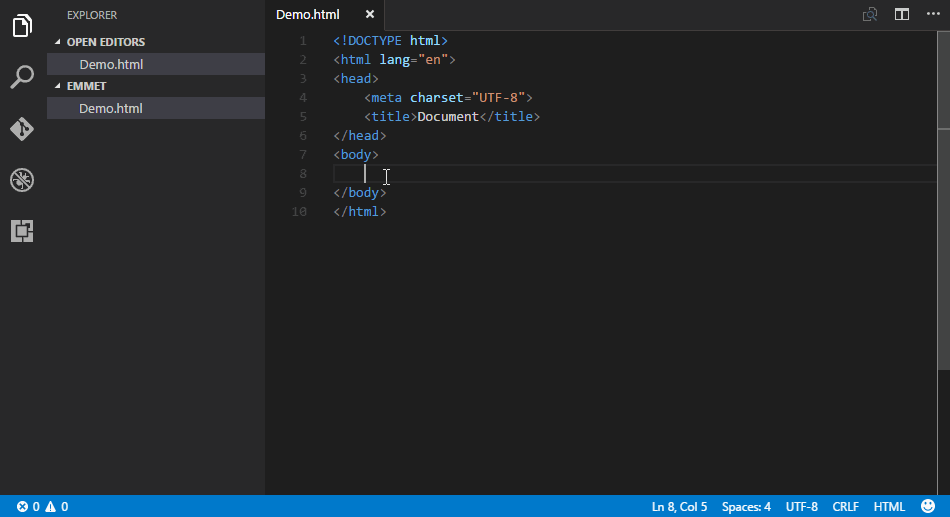 EXPLORER
OPEN EDITORS
Demo.html
EMMET
Demo.html
Demo.html ×
1 <!DOCTYPE html>
2 <html lang="en">
3 <head>
4     <meta charset="UTF-8">
5     <title>Document</title>
6 </head>
7 <body>
8
9 </body>
10 </html>
0 0 Ln 8, Col 5 Spaces: 4 UTF-8 CRLF HTML